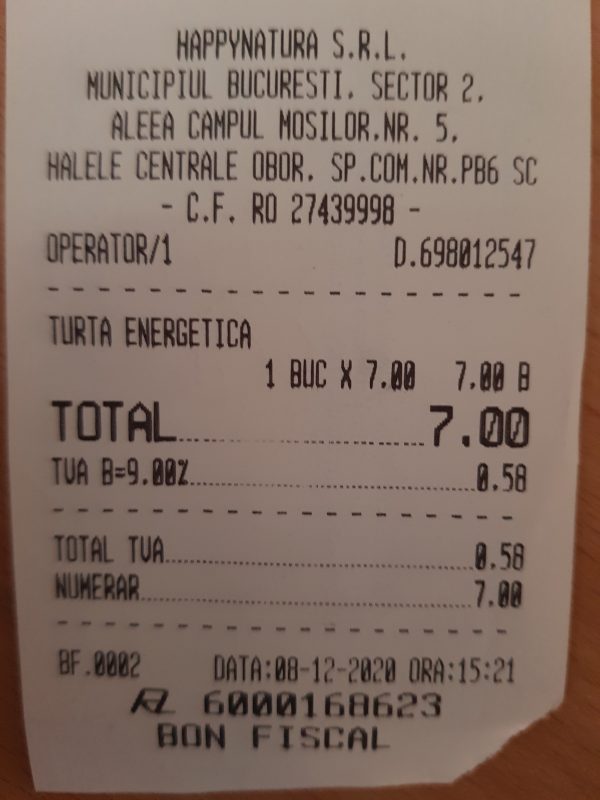 HAPPYNATURA S.R.L.
MUNICIPIUL BUCURESTI. SECTOR 2.
ALEEA CAMPUL MOSILOR.NR. 5.
HALELE CENTRALE OBOR. SP.COM.NR.PB6 SC
- C.F. RO 27439998 -
OPERATOR/1 D.698012547
TURTA ENERGETICA
1 BUC X 7.00 7.00 B
TOTAL 7.00
TVA B=9.00% 0.58
TOTAL TVA 0.58
NUMERAR 7.00
BF.0002 DATA:08-12-2020 ORA:15:21
6000168623
BON FISCAL